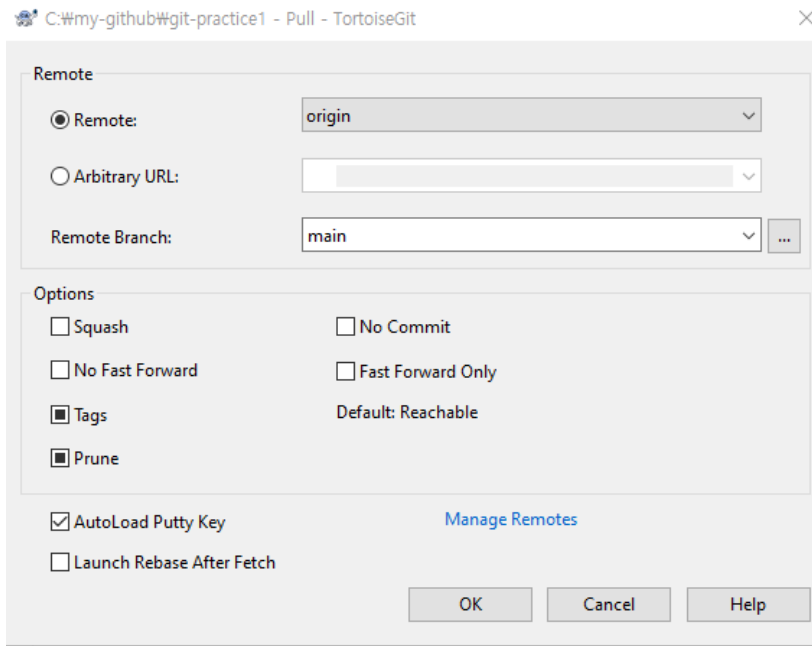 C:₩my-github₩git-practice1 - Pull - TortoiseGit
Remote
Remote:
origin
Arbitrary URL:
Remote Branch:
main
...
Options
Squash
No Commit
No Fast Forward
Fast Forward Only
Tags
Default: Reachable
Prune
AutoLoad Putty Key
Manage Remotes
Launch Rebase After Fetch
OK
Cancel
Help